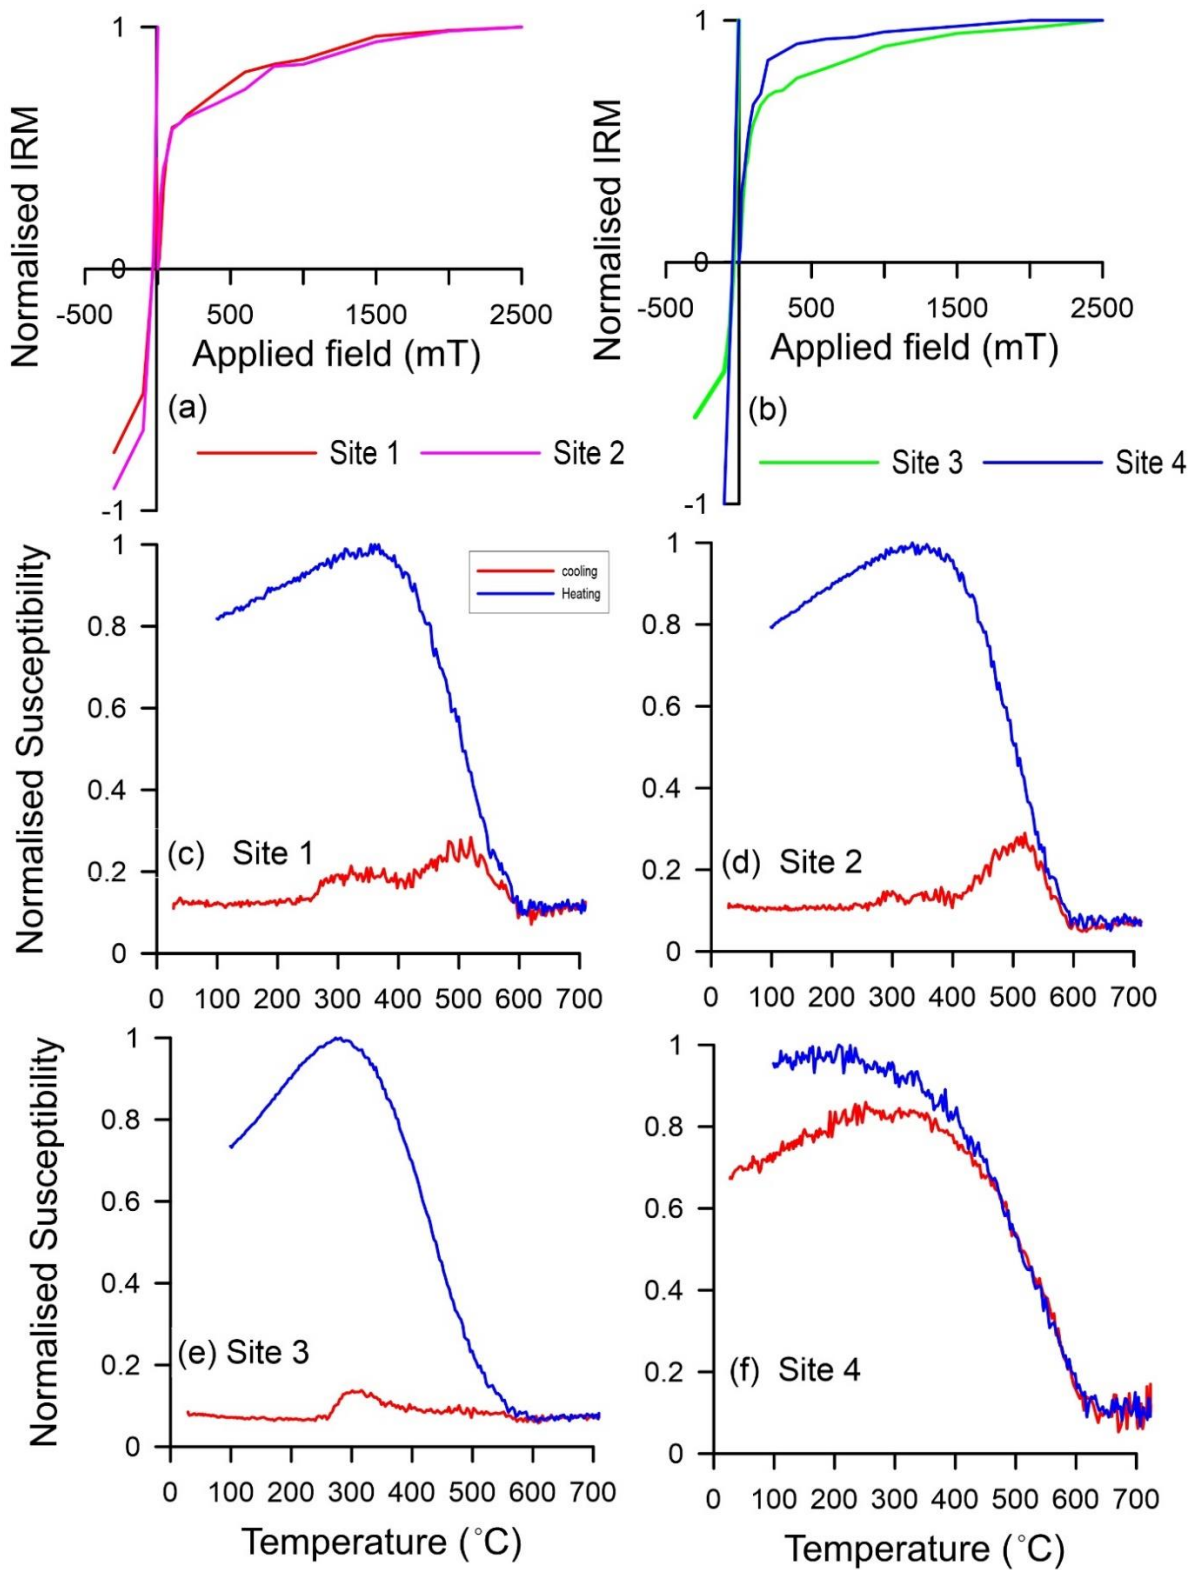 1
0
-1
-500
500
1500
2500
Normalised IRM
Applied field (mT)
(a)
Site 1
Site 2
1
0
-1
-500
500
1500
2500
Normalised IRM
Applied field (mT)
(b)
Site 3
Site 4
Normalised Susceptibility
1
0.8
0.6
0.4
0.2
0
cooling
Heating
(c) Site 1
0 100 200 300 400 500 600 700
1
0.8
0.6
0.4
0.2
0
(d) Site 2
0 100 200 300 400 500 600 700
Normalised Susceptibility
1
0.8
0.6
0.4
0.2
0
(e) Site 3
0 100 200 300 400 500 600 700
Temperature (°C)
1
0.8
0.6
0.4
0.2
0
(f) Site 4
0 100 200 300 400 500 600 700
Temperature (°C)